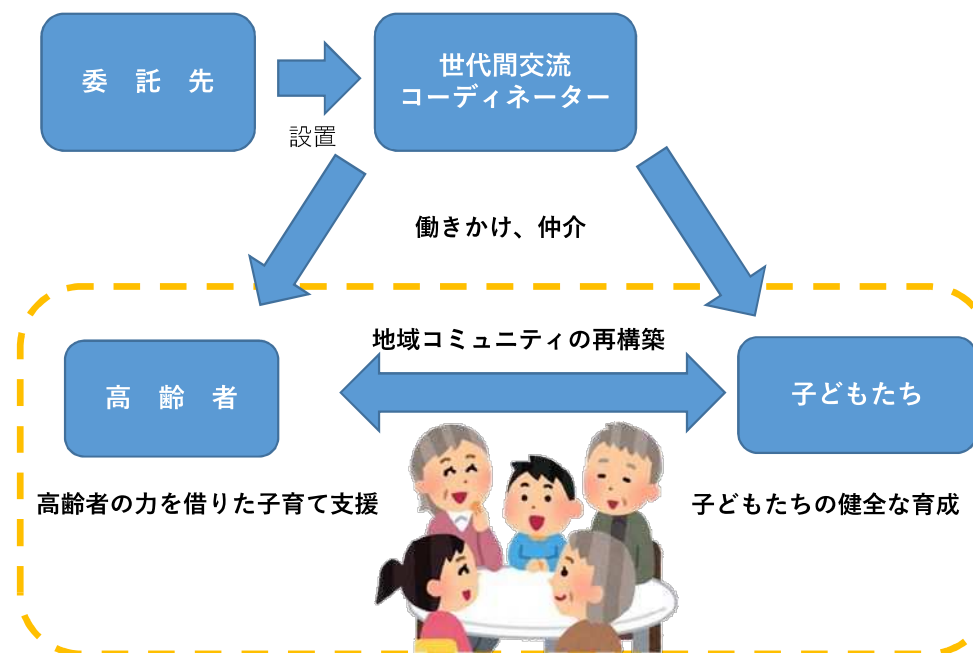 委　託　先
世代間交流
コーディネーター
設置
働きかけ、仲介
地域コミュニティの再構築
高　齢　者
子どもたち
高齢者の力を借りた子育て支援
子どもたちの健全な育成